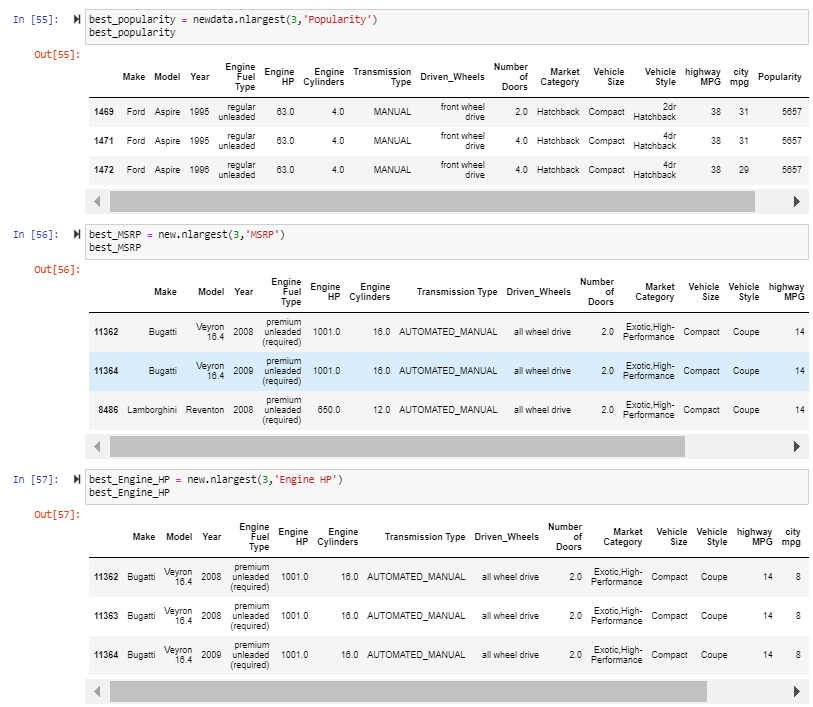 In [55]: best_popularity = newdata.nlargest(3,'Popularity')
best_popularity
Out[55]:
Make Model Year Engine Fuel Type Engine HP Engine Cylinders Transmission Type Driven_Wheels Number of Doors Market Category Vehicle Size Vehicle Style highway MPG city mpg Popularity
1469 Ford Aspire 1995 regular unleaded 63.0 4.0 MANUAL front wheel drive 2.0 Hatchback Compact 2dr Hatchback 38 31 5657
1471 Ford Aspire 1995 regular unleaded 63.0 4.0 MANUAL front wheel drive 4.0 Hatchback Compact 4dr Hatchback 38 31 5657
1472 Ford Aspire 1996 regular unleaded 63.0 4.0 MANUAL front wheel drive 4.0 Hatchback Compact 4dr Hatchback 38 29 5657
In [56]: best_MSRP = new.nlargest(3,'MSRP')
best_MSRP
Out[56]:
Make Model Year Engine Fuel Type Engine HP Engine Cylinders Transmission Type Driven_Wheels Number of Doors Market Category Vehicle Size Vehicle Style highway MPG
11362 Bugatti Veyron 16.4 2008 premium unleaded (required) 1001.0 16.0 AUTOMATED_MANUAL all wheel drive 2.0 Exotic,High-Performance Compact Coupe 14
11364 Bugatti Veyron 16.4 2009 premium unleaded (required) 1001.0 16.0 AUTOMATED_MANUAL all wheel drive 2.0 Exotic,High-Performance Compact Coupe 14
8486 Lamborghini Reventon 2008 premium unleaded (required) 650.0 12.0 AUTOMATED_MANUAL all wheel drive 2.0 Exotic,High-Performance Compact Coupe 14
In [57]: best_Engine_HP = new.nlargest(3,'Engine HP')
best_Engine_HP
Out[57]:
Make Model Year Engine Fuel Type Engine HP Engine Cylinders Transmission Type Driven_Wheels Number of Doors Market Category Vehicle Size Vehicle Style highway MPG city mpg
11362 Bugatti Veyron 16.4 2008 premium unleaded (required) 1001.0 16.0 AUTOMATED_MANUAL all wheel drive 2.0 Exotic,High-Performance Compact Coupe 14 8
11363 Bugatti Veyron 16.4 2008 premium unleaded (required) 1001.0 16.0 AUTOMATED_MANUAL all wheel drive 2.0 Exotic,High-Performance Compact Coupe 14 8
11364 Bugatti Veyron 16.4 2009 premium unleaded (required) 1001.0 16.0 AUTOMATED_MANUAL all wheel drive 2.0 Exotic,High-Performance Compact Coupe 14 8